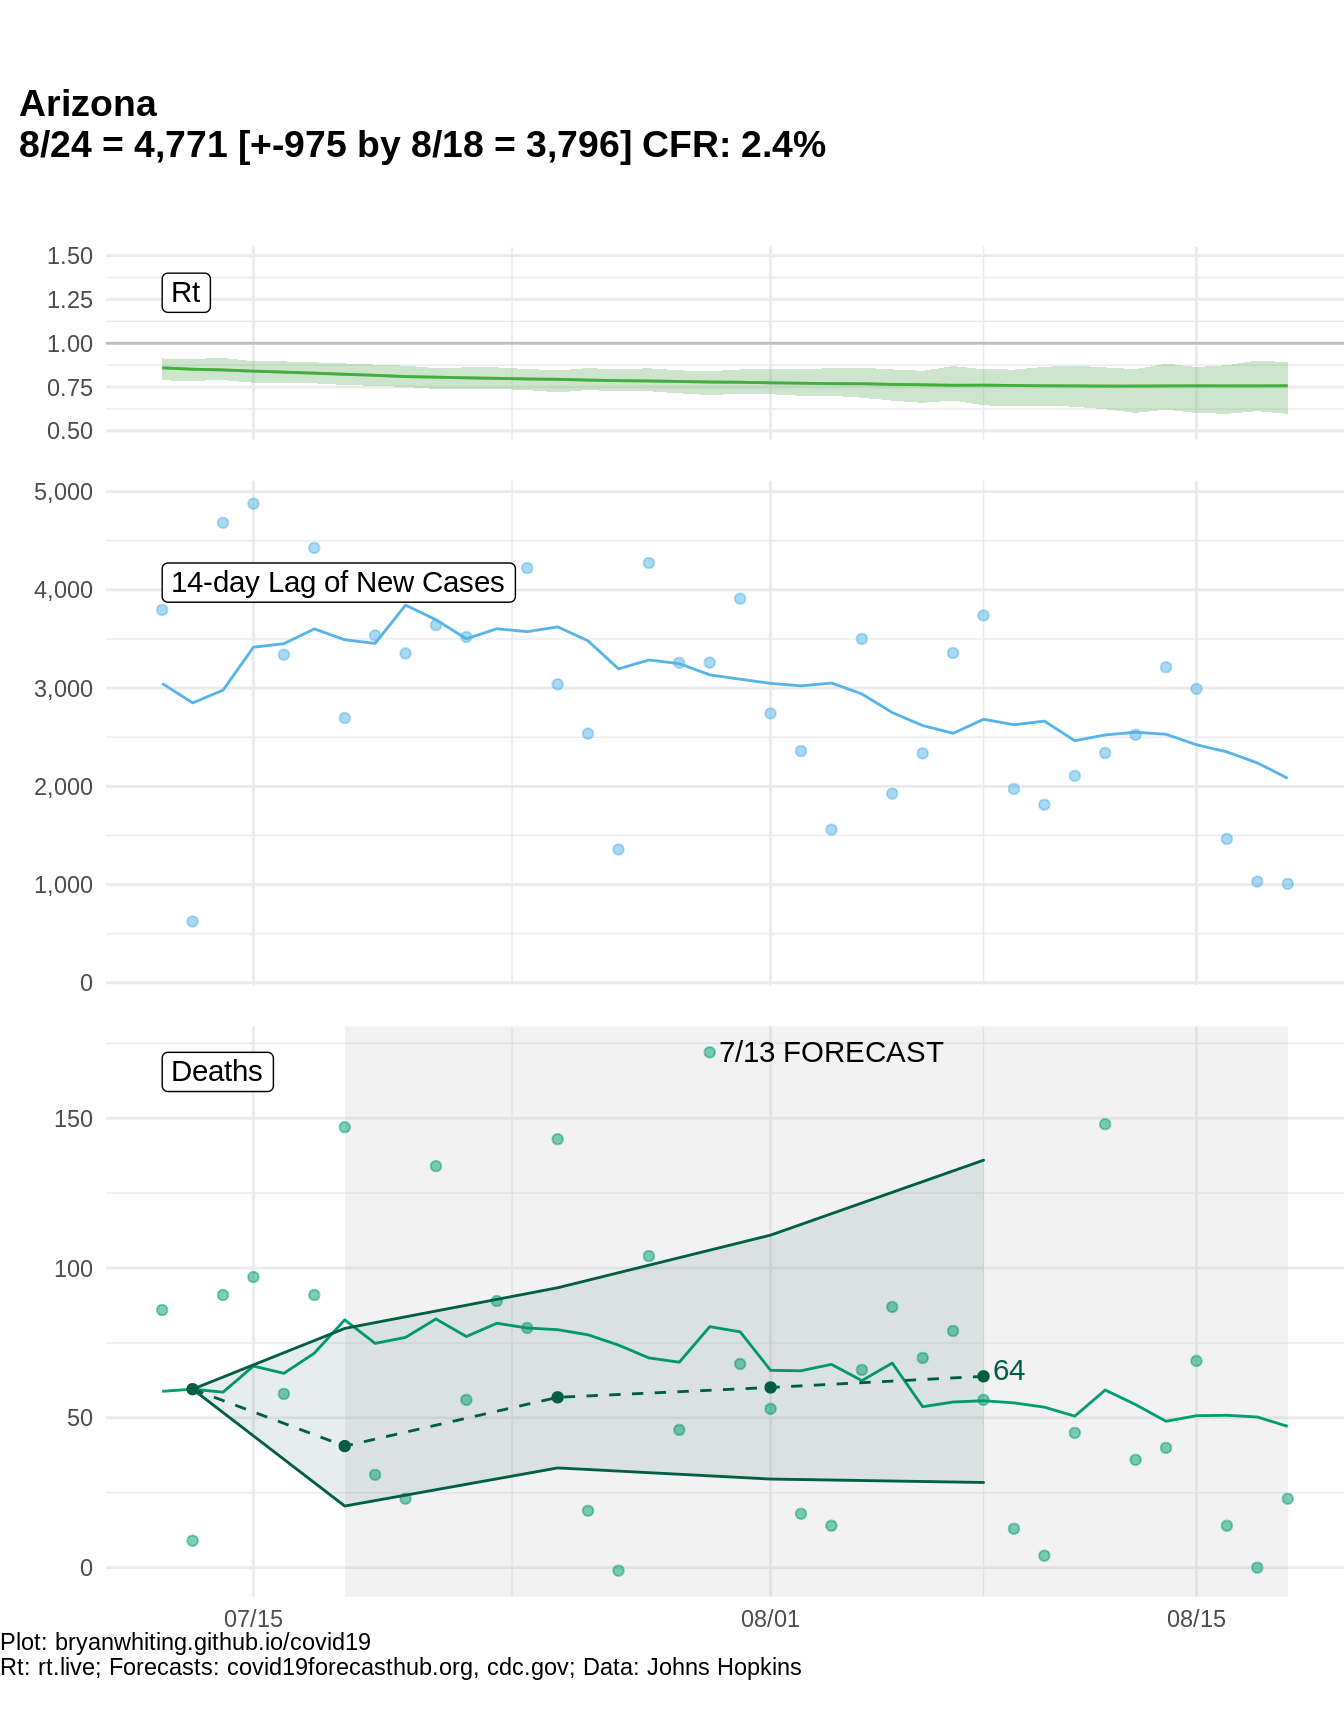 Arizona
8/24 = 4,771 [+-975 by 8/18 = 3,796] CFR: 2.4%
1.50
Rt
1.25
1.00
0.75
0.50
5,000
14-day Lag of New Cases
4,000
3,000
2,000
1,000
0
7/13 FORECAST
Deaths
150
100
64
50
0
07/15 08/01 08/15
Plot: bryanwhiting.github.io/covid19
Rt: rt.live; Forecasts: covid19forecasthub.org, cdc.gov; Data: Johns Hopkins